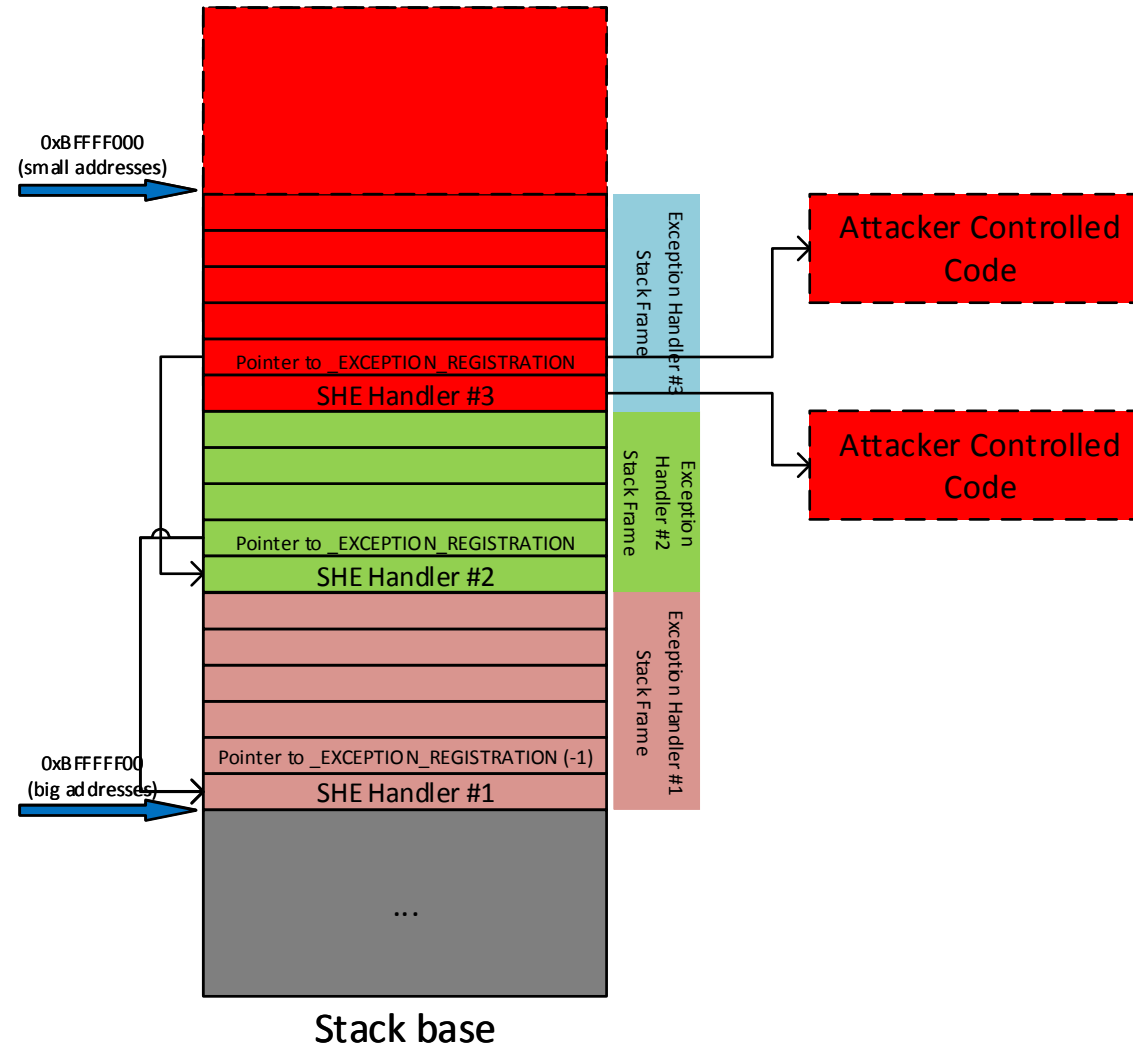 0xBFFFF000
(small addresses)
Exception Handler #3
Stack Frame
Attacker Controlled
Code
Pointer to _EXCEPTION_REGISTRATION
SHE Handler #3
Attacker Controlled
Code
Exception
Handler #2
Stack Frame
Pointer to _EXCEPTION_REGISTRATION
SHE Handler #2
Exception Handler #1
Stack Frame
Pointer to _EXCEPTION_REGISTRATION (-1)
SHE Handler #1
0xBFFFFF00
(big addresses)
...
Stack base